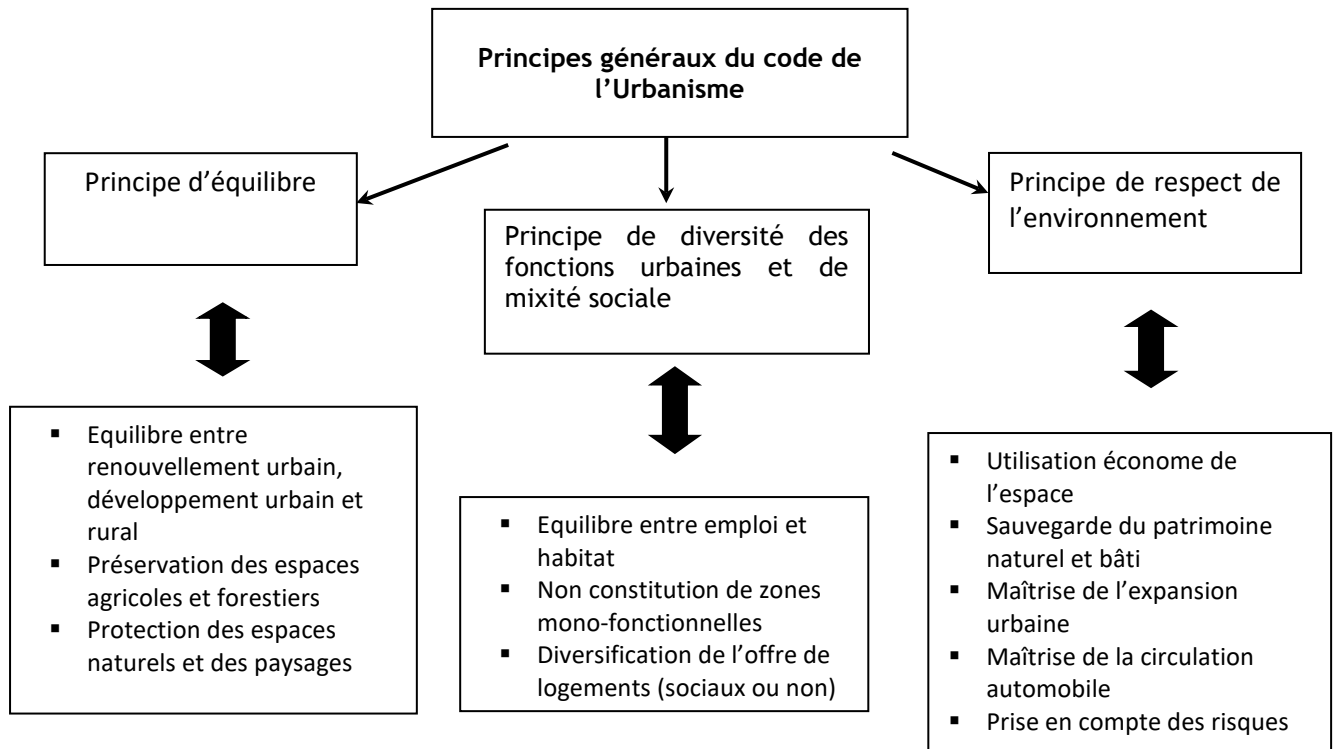 Principes généraux du code de
l’Urbanisme
Principe d’équilibre
Principe de diversité des
fonctions urbaines et de
mixité sociale
Principe de respect de
l’environnement
▪ Equilibre entre
renouvellement urbain,
développement urbain et
rural
▪ Préservation des espaces
agricoles et forestiers
▪ Protection des espaces
naturels et des paysages
▪ Equilibre entre emploi et
habitat
▪ Non constitution de zones
mono-fonctionnelles
▪ Diversification de l’offre de
logements (sociaux ou non)
▪ Utilisation économe de
l’espace
▪ Sauvegarde du patrimoine
naturel et bâti
▪ Maîtrise de l’expansion
urbaine
▪ Maîtrise de la circulation
automobile
▪ Prise en compte des risques